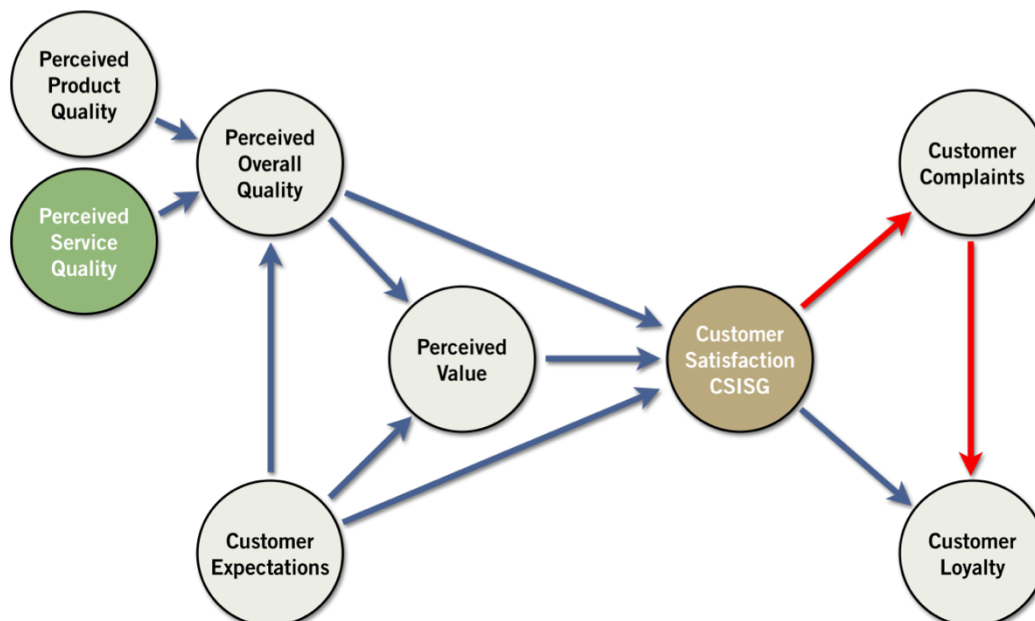 Perceived
Product
Quality
Perceived
Service
Quality
Perceived
Overall
Quality
Perceived
Value
Customer
Expectations
Customer
Satisfaction
CSISG
Customer
Complaints
Customer
Loyalty